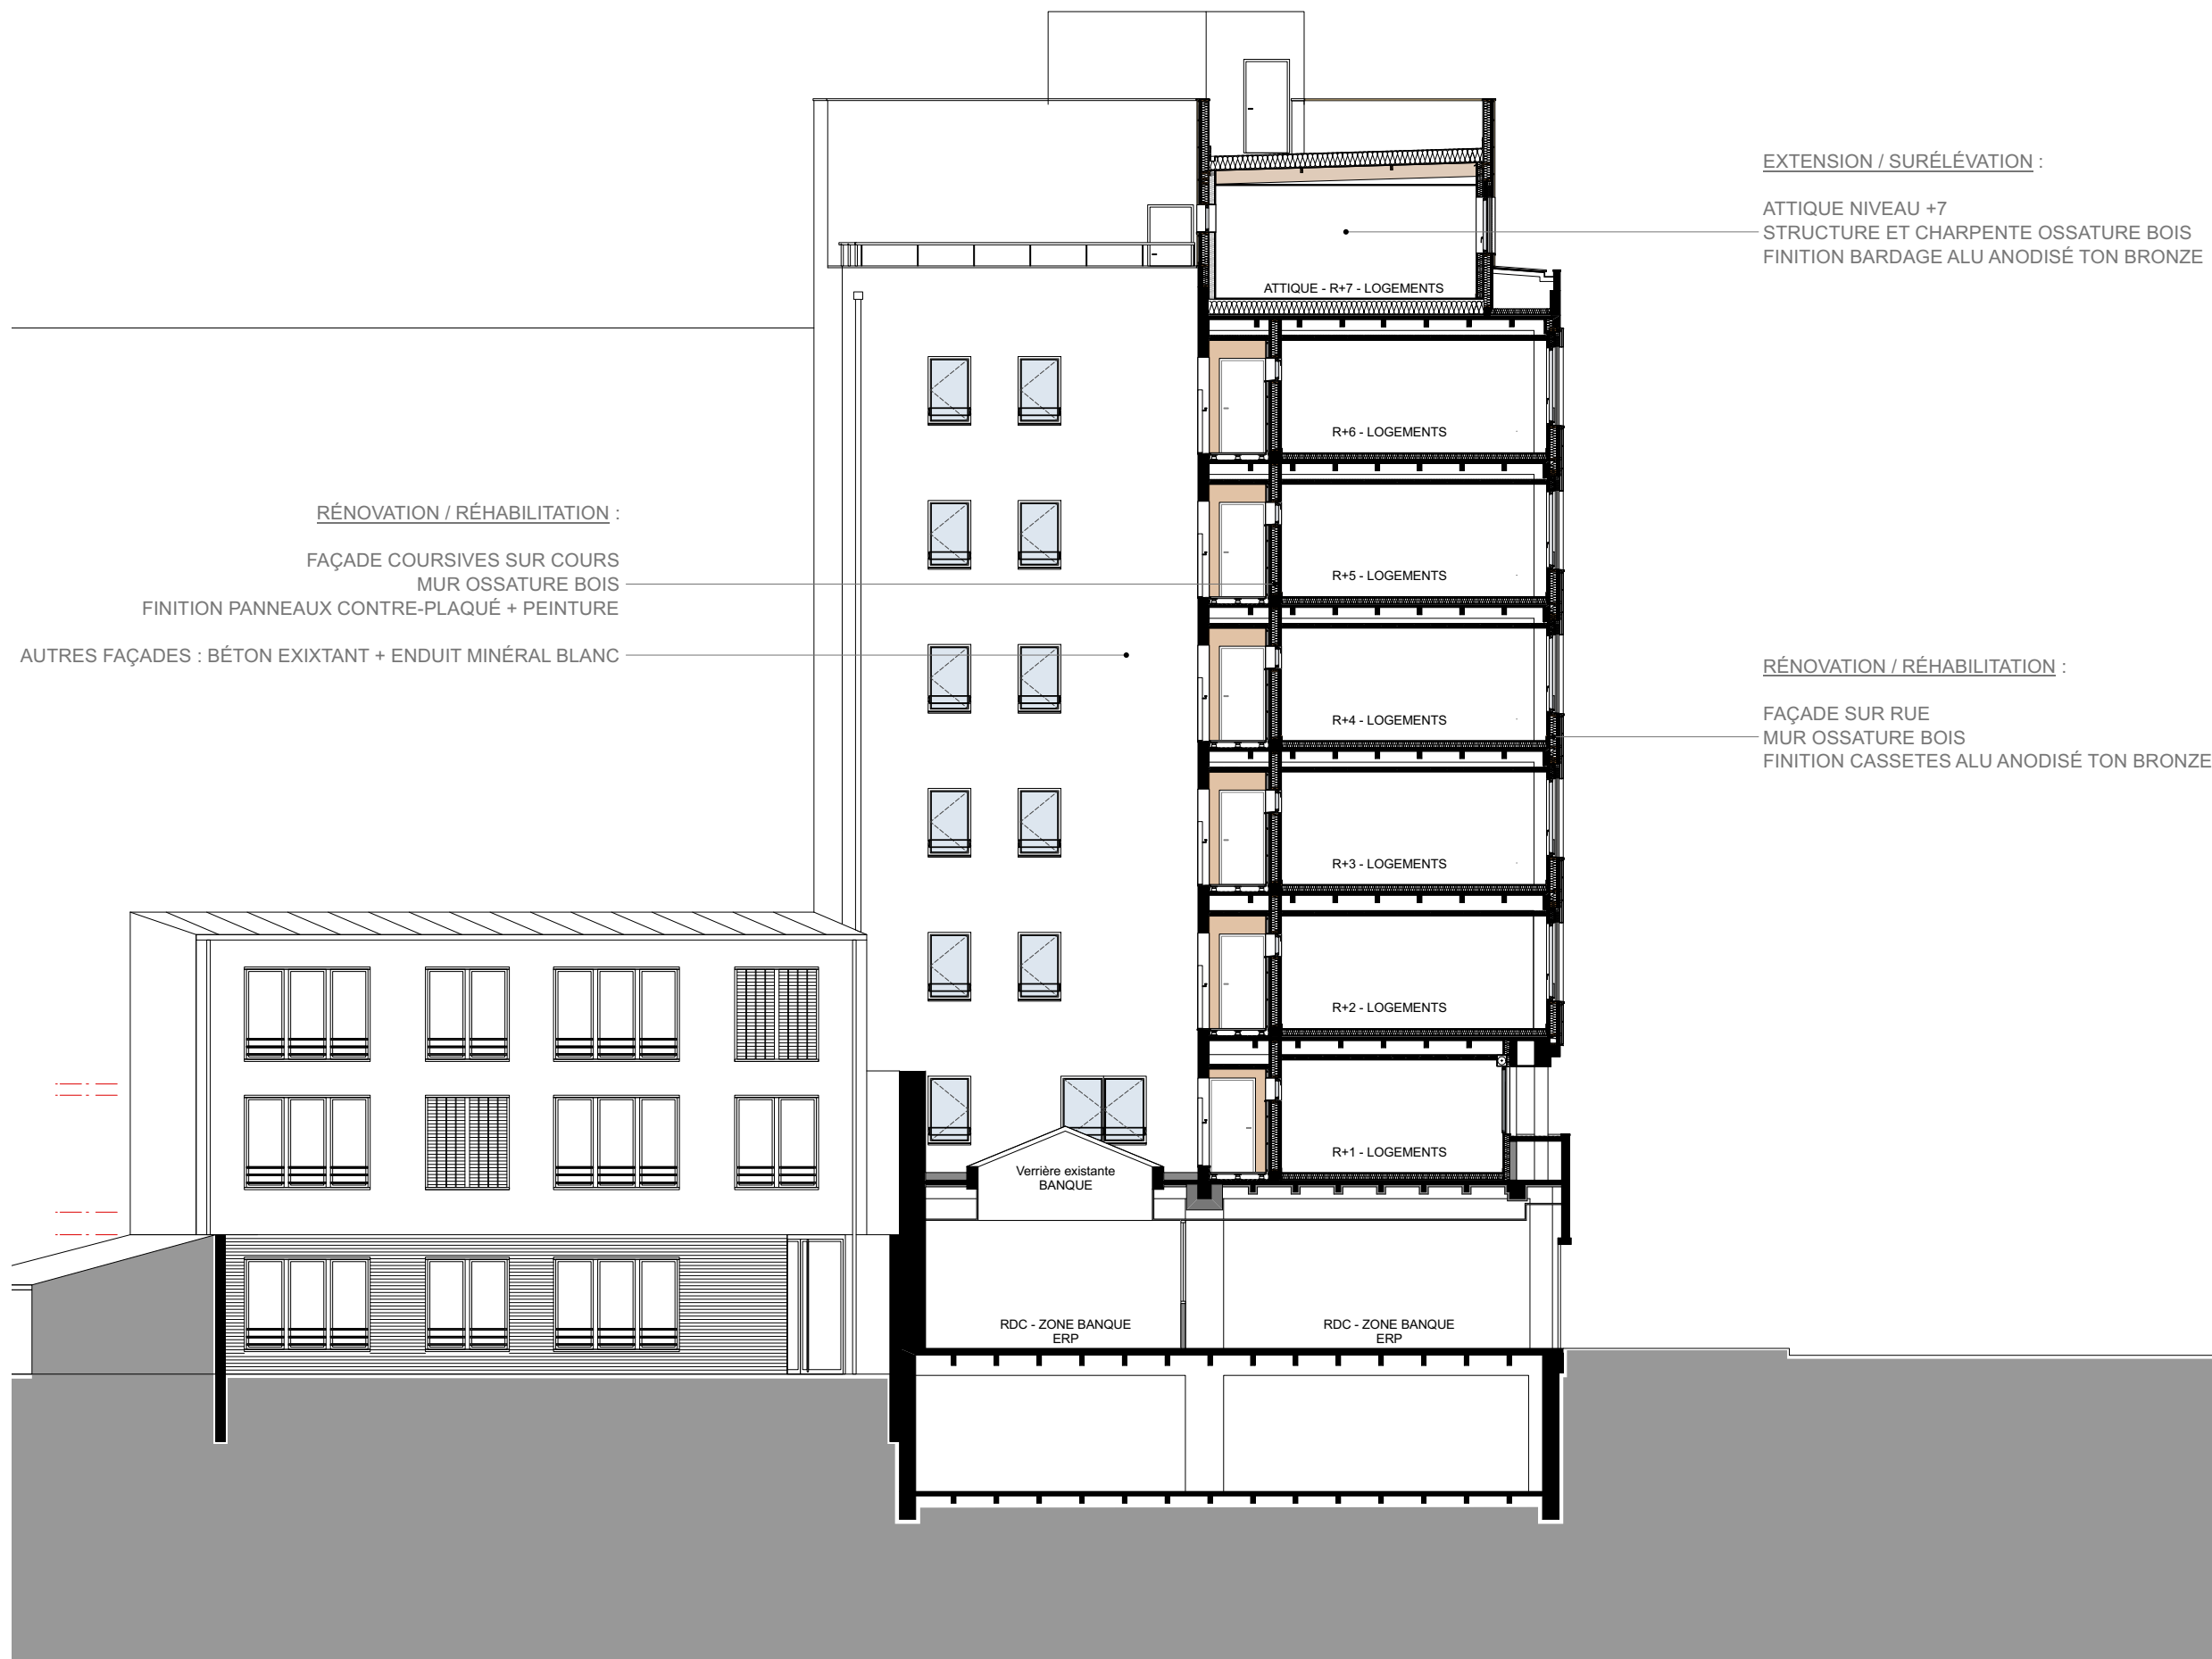 EXTENSION / SURÉLÉVATION :
ATTIQUE NIVEAU +7
STRUCTURE ET CHARPENTE OSSATURE BOIS
FINITION BARDAGE ALU ANODISÉ TON BRONZE
ATTIQUE - R+7 - LOGEMENTS
R+6 - LOGEMENTS
RÉNOVATION / RÉHABILITATION :
FAÇADE COURSIVES SUR COURS
MUR OSSATURE BOIS
FINITION PANNEAUX CONTRE-PLAQUÉ + PEINTURE
AUTRES FAÇADES : BÉTON EXIXTANT + ENDUIT MINÉRAL BLANC
R+5 - LOGEMENTS
RÉNOVATION / RÉHABILITATION :
FAÇADE SUR RUE
MUR OSSATURE BOIS
FINITION CASSETES ALU ANODISÉ TON BRONZE
R+4 - LOGEMENTS
R+3 - LOGEMENTS
R+2 - LOGEMENTS
R+1 - LOGEMENTS
Verrière existante
BANQUE
RDC - ZONE BANQUE
ERP
RDC - ZONE BANQUE
ERP